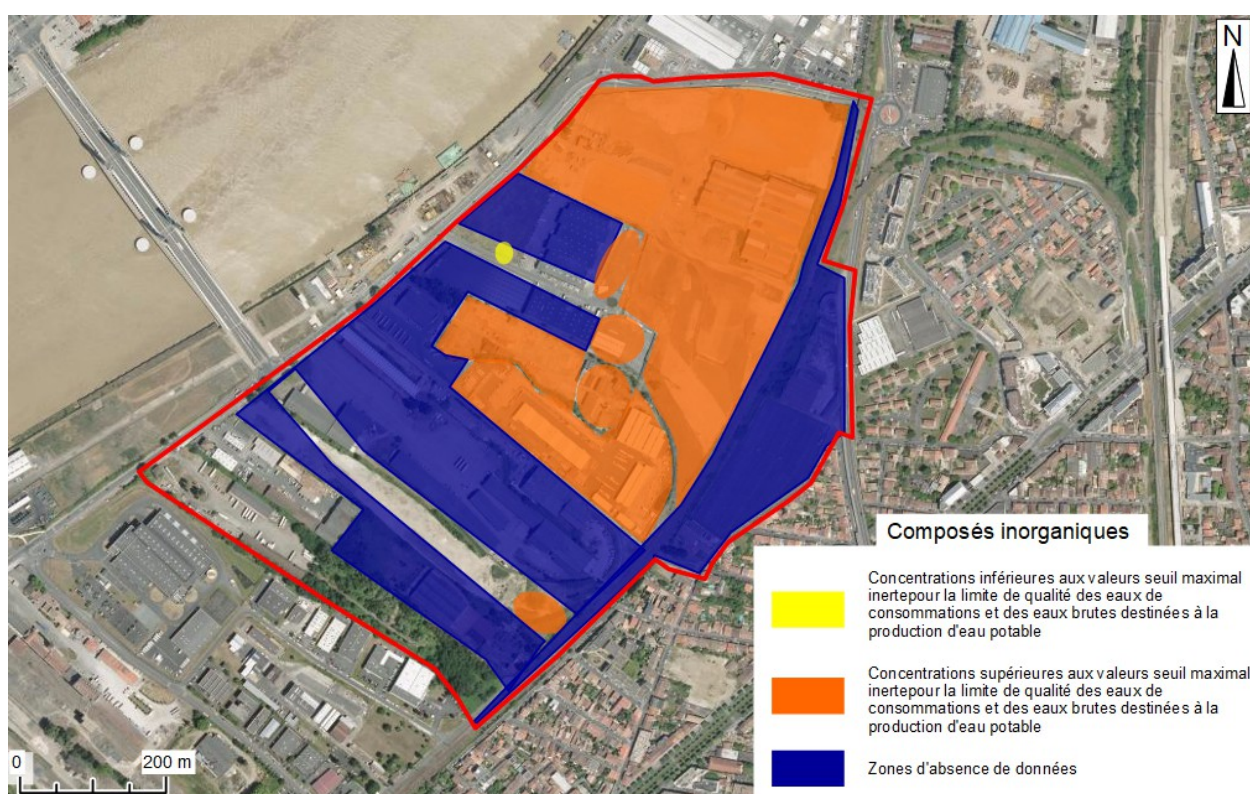 N
Composés inorganiques
Concentrations inférieures aux valeurs seuil maximal
inertepour la limite de qualité des eaux de
consommations et des eaux brutes destinées à la
production d'eau potable
Concentrations supérieures aux valeurs seuil maximal
inertepour la limite de qualité des eaux de
consommations et des eaux brutes destinées à la
production d'eau potable
Zones d'absence de données
0 200 m